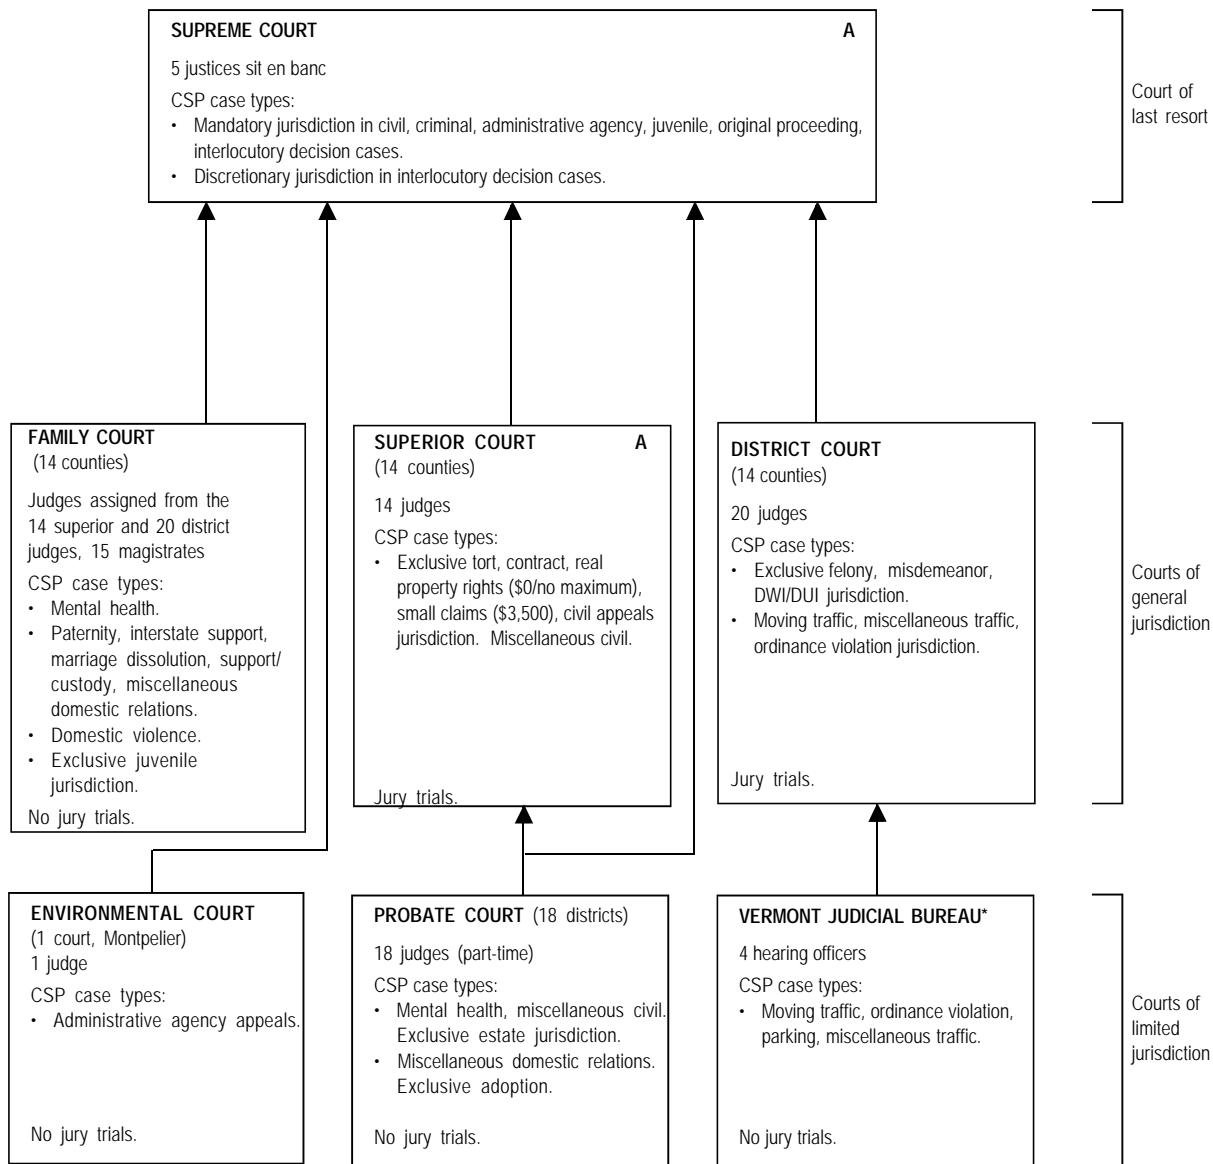 SUPREME COURT A
5 justices sit en banc
CSP case types:
• Mandatory jurisdiction in civil, criminal, administrative agency, juvenile, original proceeding,
interlocutory decision cases.
• Discretionary jurisdiction in interlocutory decision cases.
Court of
last resort
FAMILY COURT
(14 counties)
Judges assigned from the
14 superior and 20 district
judges, 15 magistrates
CSP case types:
• Mental health.
• Paternity, interstate support,
marriage dissolution, support/
custody, miscellaneous
domestic relations.
• Domestic violence.
• Exclusive juvenile
jurisdiction.
No jury trials.
SUPERIOR COURT A
(14 counties)
14 judges
CSP case types:
• Exclusive tort, contract, real
property rights ($0/no maximum),
small claims ($3,500), civil appeals
jurisdiction. Miscellaneous civil.
Jury trials.
DISTRICT COURT
(14 counties)
20 judges
CSP case types:
• Exclusive felony, misdemeanor,
DWI/DUI jurisdiction.
• Moving traffic, miscellaneous traffic,
ordinance violation jurisdiction.
Jury trials.
Courts of
general
jurisdiction
ENVIRONMENTAL COURT
(1 court, Montpelier)
1 judge
CSP case types:
• Administrative agency appeals.
No jury trials.
PROBATE COURT (18 districts)
18 judges (part-time)
CSP case types:
• Mental health, miscellaneous civil.
Exclusive estate jurisdiction.
• Miscellaneous domestic relations.
Exclusive adoption.
No jury trials.
VERMONT JUDICIAL BUREAU*
4 hearing officers
CSP case types:
• Moving traffic, ordinance violation,
parking, miscellaneous traffic.
No jury trials.
Courts of
limited
jurisdiction